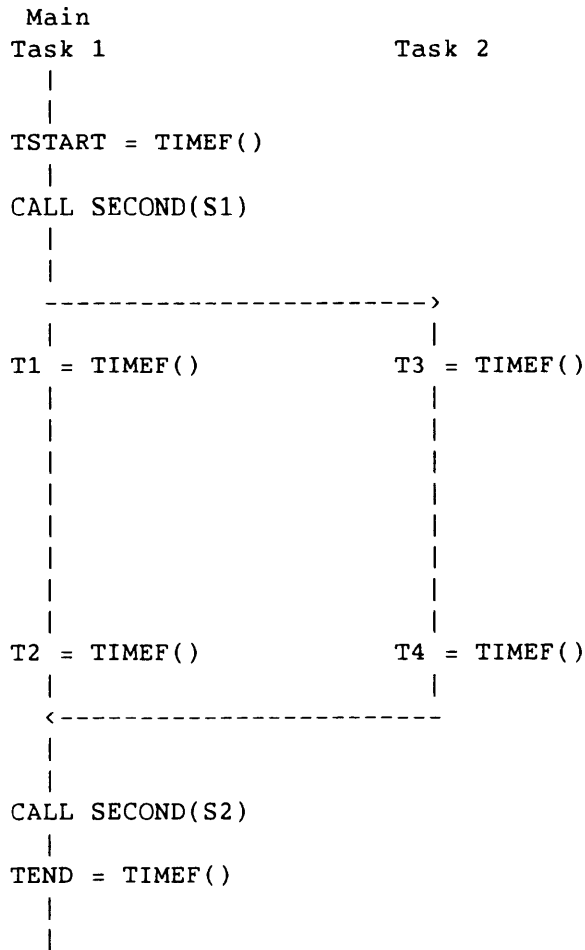 Main
Task 1 Task 2
TSTART = TIMEF()
CALL SECOND(S1)
T1 = TIMEF() T3 = TIMEF()
T2 = TIMEF() T4 = TIMEF()
CALL SECOND(S2)
TEND = TIMEF()